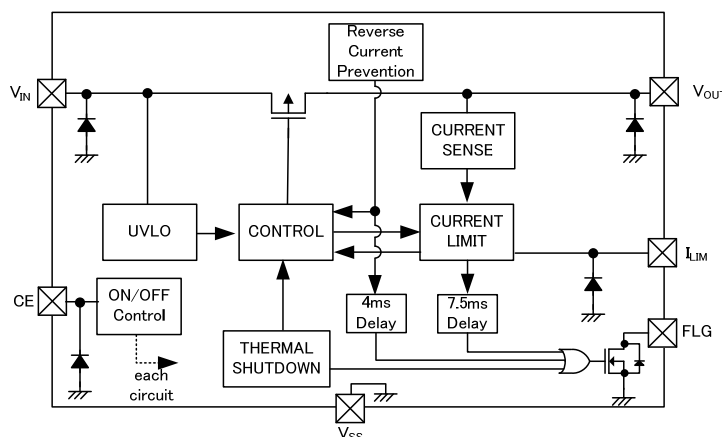 Reverse
Current
Prevention
VIN
VOUT
CURRENT
SENSE
UVLO
CONTROL
CURRENT
LIMIT
ILIM
CE
ON/OFF
Control
4ms
Delay
7.5ms
Delay
FLG
THERMAL
SHUTDOWN
each
circuit
VSS